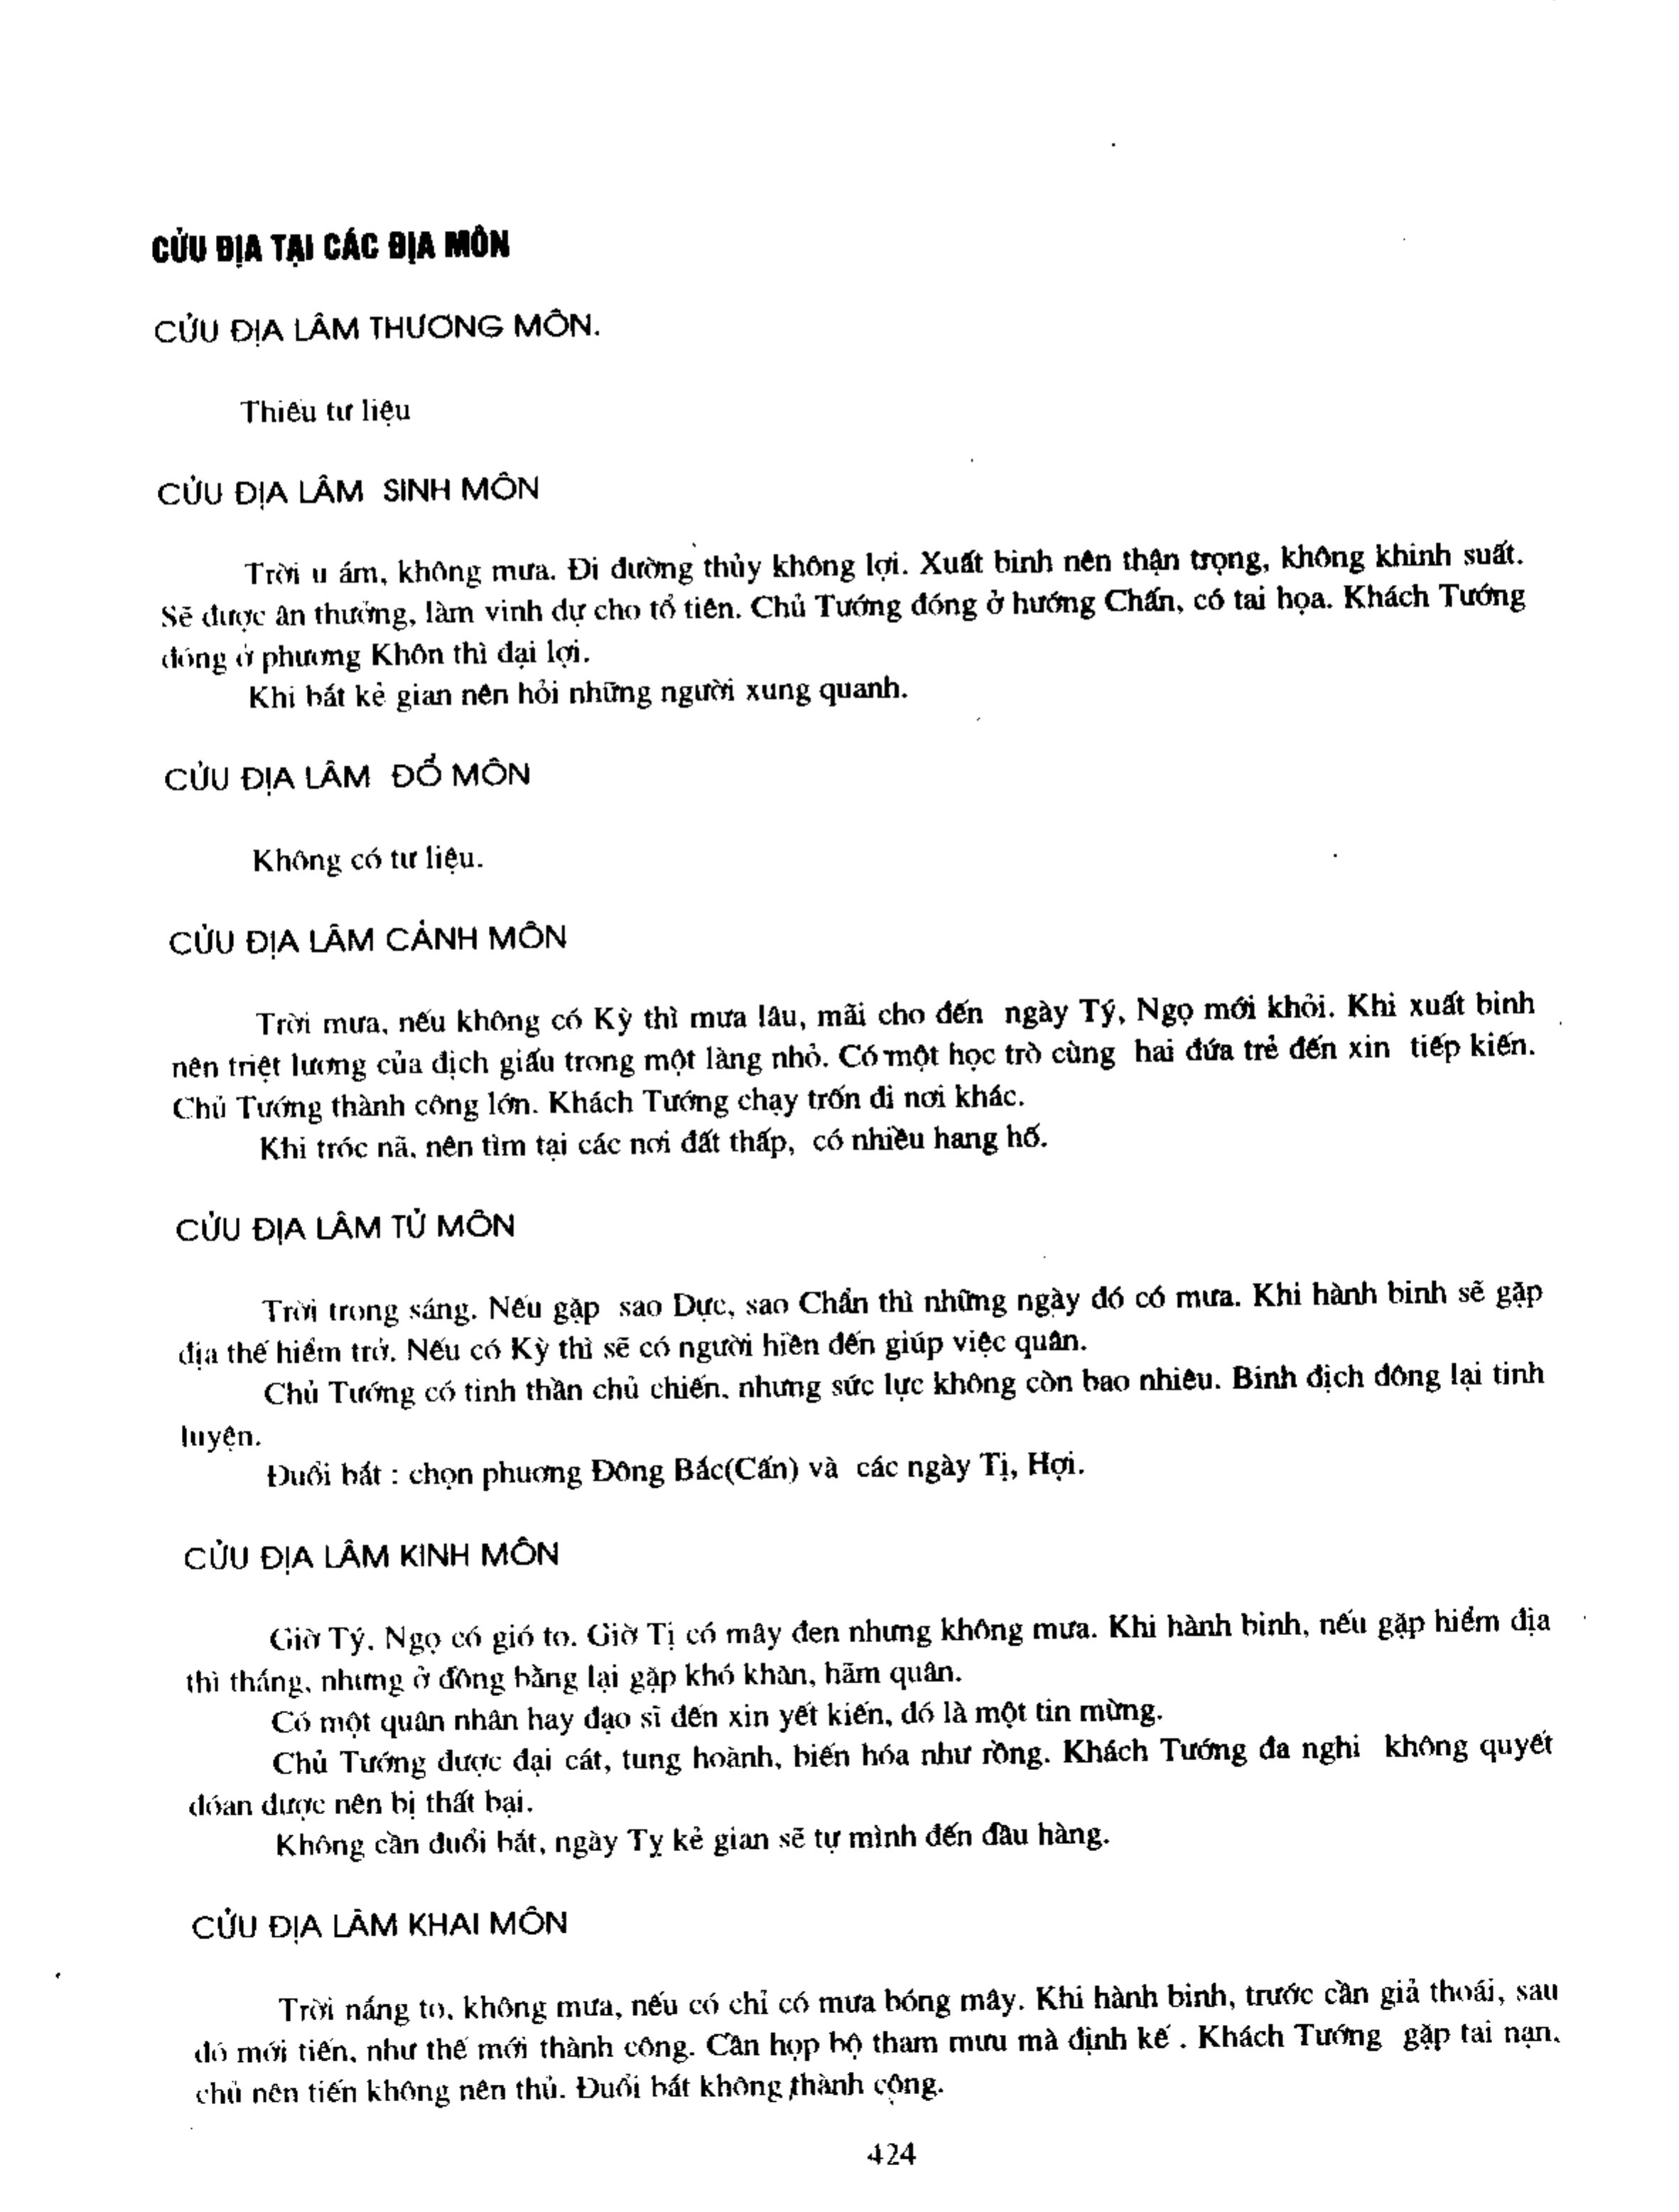 CỬU ĐỊA TẠI CÁC ĐỊA MÔN
CỬU ĐỊA LÂM THƯƠNG MÔN.
Thiếu tư liệu
CỬU ĐỊA LÂM SINH MÔN
Trời u ám, không mưa. Đi đường thủy không lợi. Xuất binh nên thận trọng, không khinh suất.
Sẽ được ân thưởng, làm vinh dự cho tổ tiên. Chủ Tướng đóng ở hướng Chấn, có tai họa. Khách Tướng
đóng ở phương Khôn thì đại lợi.
Khi bắt kẻ gian nên hỏi những người xung quanh.
CỬU ĐỊA LÂM ĐỔ MÔN
Không có tư liệu.
CỬU ĐỊA LÂM CẢNH MÔN
Trời mưa, nếu không có Kỳ thì mưa lâu, mãi cho đến ngày Tý, Ngọ mới khỏi. Khi xuất binh
nên triệt lương của địch giấu trong một làng nhỏ. Có một học trò cùng hai đứa trẻ đến xin tiếp kiến.
Chủ Tướng thành công lớn. Khách Tướng chạy trốn đi nơi khác.
Khi tróc nã, nên tìm tại các nơi đất thấp, có nhiều hang hố.
CỬU ĐỊA LÂM TỬ MÔN
Trời trong sáng. Nếu gặp sao Dực, sao Chẩn thì những ngày đó có mưa. Khi hành binh sẽ gặp
địa thế hiểm trở. Nếu có Kỳ thì sẽ có người hiền đến giúp việc quân.
Chủ Tướng có tinh thần chủ chiến, nhưng sức lực không còn bao nhiêu. Binh địch đông lại tinh
luyện.
Đuổi bắt : chọn phương Đông Bắc(Cấn) và các ngày Tị, Hợi.
CỬU ĐỊA LÂM KINH MÔN
Giờ Tý, Ngọ có gió to. Giờ Tị có mây đen nhưng không mưa. Khi hành binh, nếu gặp hiểm địa
thì thắng, nhưng ở đồng bằng lại gặp khó khăn, hãm quân.
Có một quân nhân hay đạo sĩ đến xin yết kiến, đó là một tin mừng.
Chủ Tướng được đại cát, tung hoành, biến hóa như rồng. Khách Tướng đa nghi không quyết
đóan được nên bị thất bại.
Không cần đuổi bắt, ngày Tỵ kẻ gian sẽ tự mình đến đầu hàng.
CỬU ĐỊA LÂM KHAI MÔN
Trời nắng to, không mưa, nếu có chỉ có mưa bóng mây. Khi hành binh, trước cần giả thoái, sau
đó mới tiến, như thế mới thành công. Cần họp bộ tham mưu mà định kế . Khách Tướng gặp tai nạn,
chủ nên tiến không nên thủ. Đuổi bắt không thành công.
424